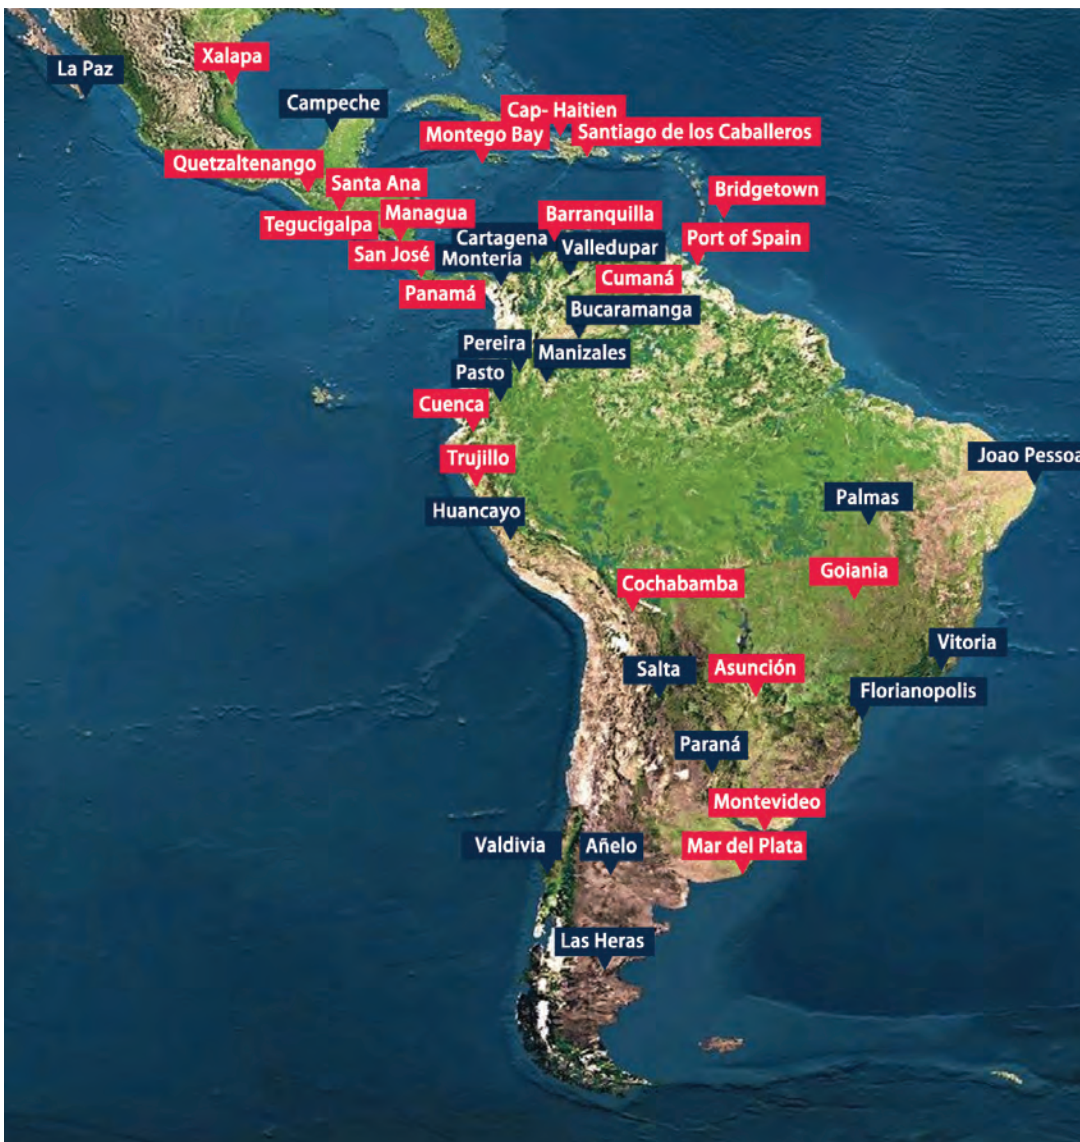 Xalapa
La Paz
Campeche
Cap- Haitien
Montego Bay
Santiago de los Caballeros
Quetzaltenango
Santa Ana
Bridgetown
Managua
Barranquilla
Tegucigalpa
Cartagena
Port of Spain
Valledupar
San José
Montería
Cumaná
Panamá
Bucaramanga
Pereira
Manizales
Pasto
Cuenca
Joao Pessoa
Trujillo
Palmas
Huancayo
Goiania
Cochabamba
Vitoria
Salta
Asunción
Florianopolis
Paraná
Montevideo
Valdivia
Añelo
Mar del Plata
Las Heras